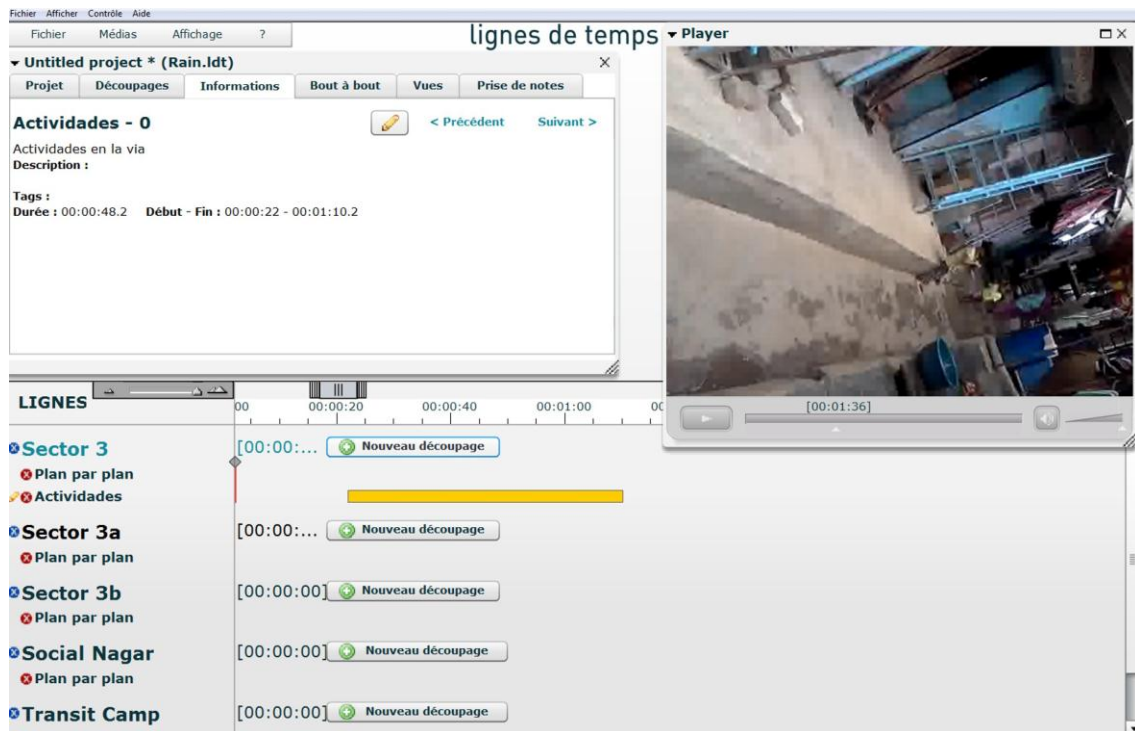 Fichier Afficher Contrôle Aide
Fichier Médias Affichage ?
lignes de temps
Player
Untitled project * (Rain.ldt)
Projet Découpages Informations Bout à bout Vues Prise de notes
Actividades - 0
< Précédent Suivant >
Actividades en la via
Description :
Tags :
Durée : 00:00:48.2 Début - Fin : 00:00:22 - 00:01:10.2
[00:01:36]
LIGNES
00 00:00:20 00:00:40 00:01:00 00
Sector 3 [00:00:... Nouveau découpage
Plan par plan
Actividades
Sector 3a [00:00:... Nouveau découpage
Plan par plan
Sector 3b [00:00:00] Nouveau découpage
Plan par plan
Social Nagar [00:00:00] Nouveau découpage
Plan par plan
Transit Camp [00:00:00] Nouveau découpage